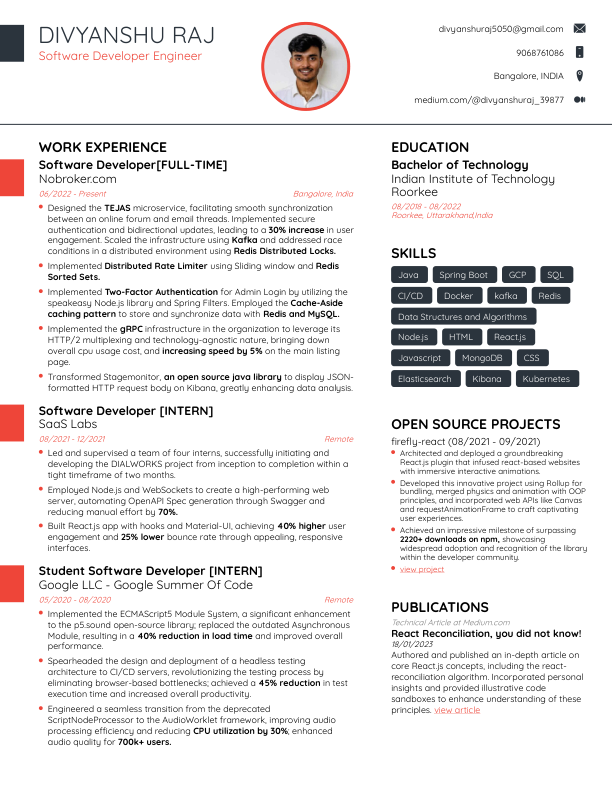 DIVYANSHU RAJ
Software Developer Engineer
divyanshuraj5050@gmail.com
9068761086
Bangalore, INDIA
medium.com/@divyanshuraj_39877
WORK EXPERIENCE
Software Developer[FULL-TIME]
Nobroker.com
06/2022 - Present
Bangalore, India
Designed the TEJAS microservice, facilitating smooth synchronization
between an online forum and email threads. Implemented secure
authentication and bidirectional updates, leading to a 30% increase in user
engagement. Scaled the infrastructure using Kafka and addressed race
conditions in a distributed environment using Redis Distributed Locks.
Implemented Distributed Rate Limiter using Sliding window and Redis
Sorted Sets.
Implemented Two-Factor Authentication for Admin Login by utilizing the
speakeasy Node.js library and Spring Filters. Employed the Cache-Aside
caching pattern to store and synchronize data with Redis and MySQL.
Implemented the gRPC infrastructure in the organization to leverage its
HTTP/2 multiplexing and technology-agnostic nature, bringing down
overall cpu usage cost, and increasing speed by 5% on the main listing
page.
Transformed Stagemonitor, an open source java library to display JSON-
formatted HTTP request body on Kibana, greatly enhancing data analysis.
Software Developer [INTERN]
SaaS Labs
08/2021 - 12/2021
Remote
Led and supervised a team of four interns, successfully initiating and
developing the DIALWORKS project from inception to completion within a
tight timeframe of two months.
Employed Node.js and WebSockets to create a high-performing web
server, automating OpenAPI Spec generation through Swagger and
reducing manual effort by 70%.
Built React.js app with hooks and Material-UI, achieving 40% higher user
engagement and 25% lower bounce rate through appealing, responsive
interfaces.
Student Software Developer [INTERN]
Google LLC - Google Summer Of Code
05/2020 - 08/2020
Remote
Implemented the ECMAScript5 Module System, a significant enhancement
to the p5.sound open-source library; replaced the outdated Asynchronous
Module, resulting in a 40% reduction in load time and improved overall
performance.
Spearheaded the design and deployment of a headless testing
architecture to CI/CD servers, revolutionizing the testing process by
eliminating browser-based bottlenecks; achieved a 45% reduction in test
execution time and increased overall productivity.
Engineered a seamless transition from the deprecated
ScriptNodeProcessor to the AudioWorklet framework, improving audio
processing efficiency and reducing CPU utilization by 30%; enhanced
audio quality for 700k+ users.
EDUCATION
Bachelor of Technology
Indian Institute of Technology
Roorkee
08/2018 - 08/2022
Roorkee, Uttarakhand,India
SKILLS
Java Spring Boot GCP SQL
CI/CD Docker kafka Redis
Data Structures and Algorithms
Node.js HTML React.js
Javascript MongoDB CSS
Elasticsearch Kibana Kubernetes
OPEN SOURCE PROJECTS
firefly-react (08/2021 - 09/2021)
Architected and deployed a groundbreaking
React.js plugin that infused react-based websites
with immersive interactive animations.
Developed this innovative project using Rollup for
bundling, merged physics and animation with OOP
principles, and incorporated web APIs like Canvas
and requestAnimationFrame to craft captivating
user experiences.
Achieved an impressive milestone of surpassing
2220+ downloads on npm, showcasing
widespread adoption and recognition of the library
within the developer community.
view project
PUBLICATIONS
Technical Article at Medium.com
React Reconciliation, you did not know!
18/01/2023
Authored and published an in-depth article on
core React.js concepts, including the react-
reconciliation algorithm. Incorporated personal
insights and provided illustrative code
sandboxes to enhance understanding of these
principles. view article